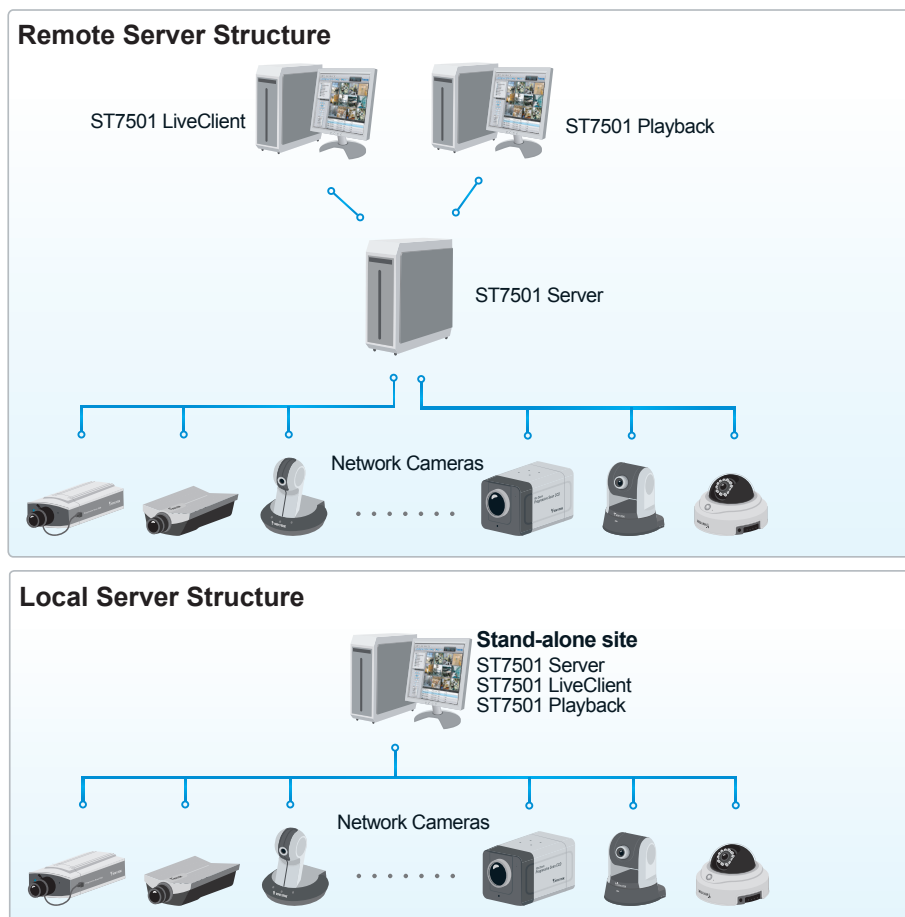 Remote Server Structure
ST7501 LiveClient
ST7501 Playback
ST7501 Server
Network Cameras
Local Server Structure
Stand-alone site
ST7501 Server
ST7501 LiveClient
ST7501 Playback
Network Cameras